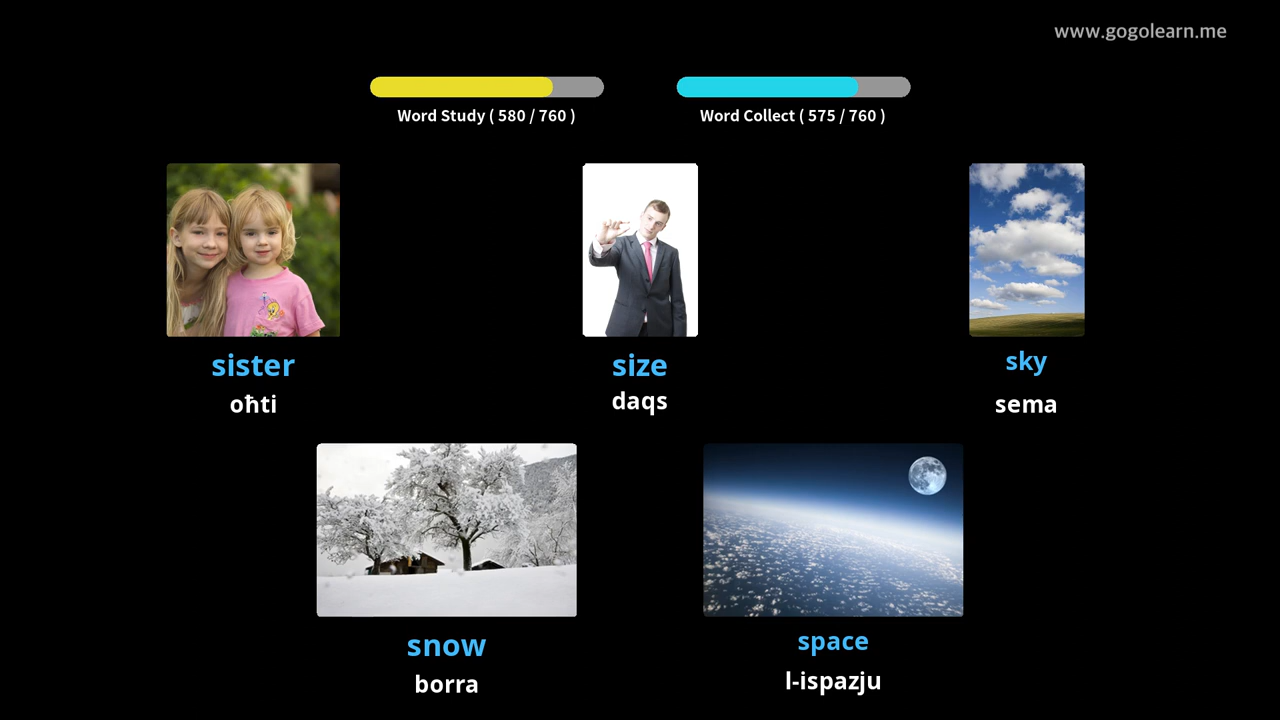 www.gogolearn.me
Word Study ( 580 / 760 )
Word Collect ( 575 / 760 )
sister
oħti
size
daqs
sky
sema
snow
borra
space
l-ispazju